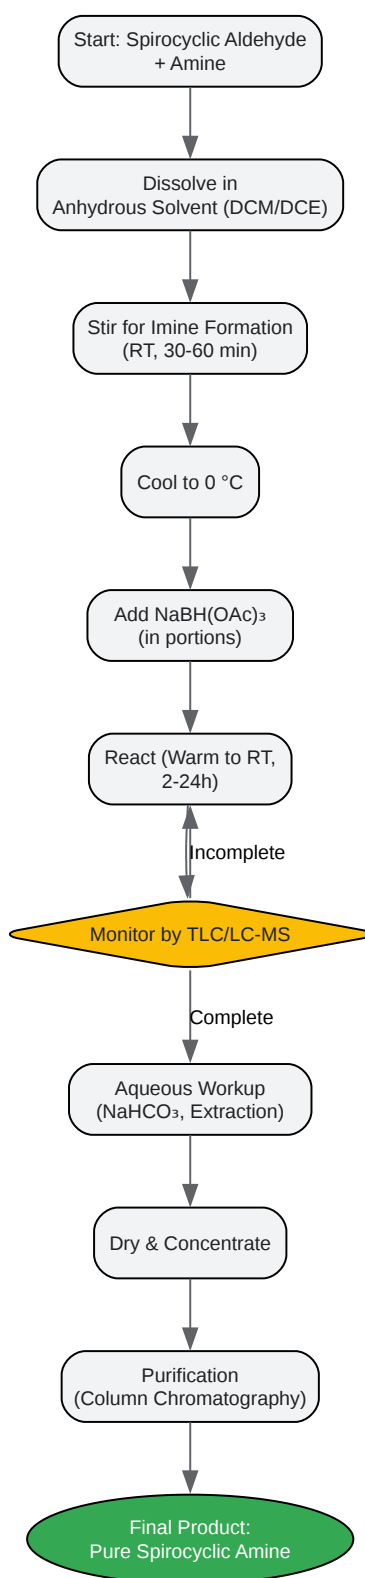 Start: Spirocyclic Aldehyde
+ Amine
Dissolve in
Anhydrous Solvent (DCM/DCE)
Stir for Imine Formation
(RT, 30-60 min)
Cool to 0 °C
Add NaBH(OAc)₃
(in portions)
React (Warm to RT,
2-24h)
Incomplete
Monitor by TLC/LC-MS
Complete
Aqueous Workup
(NaHCO₃, Extraction)
Dry & Concentrate
Purification
(Column Chromatography)
Final Product:
Pure Spirocyclic Amine